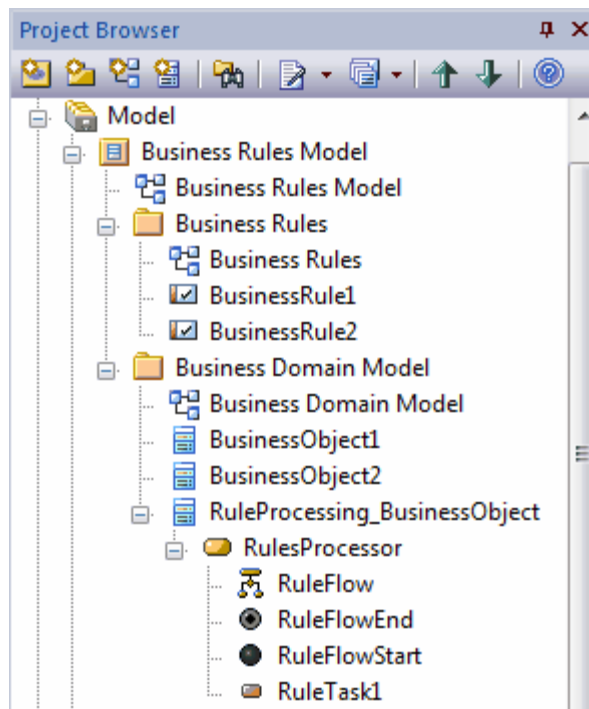 Project Browser
Model
Business Rules Model
Business Rules Model
Business Rules
Business Rules
BusinessRule1
BusinessRule2
Business Domain Model
Business Domain Model
BusinessObject1
BusinessObject2
RuleProcessing_BusinessObject
RulesProcessor
RuleFlow
RuleFlowEnd
RuleFlowStart
RuleTask1